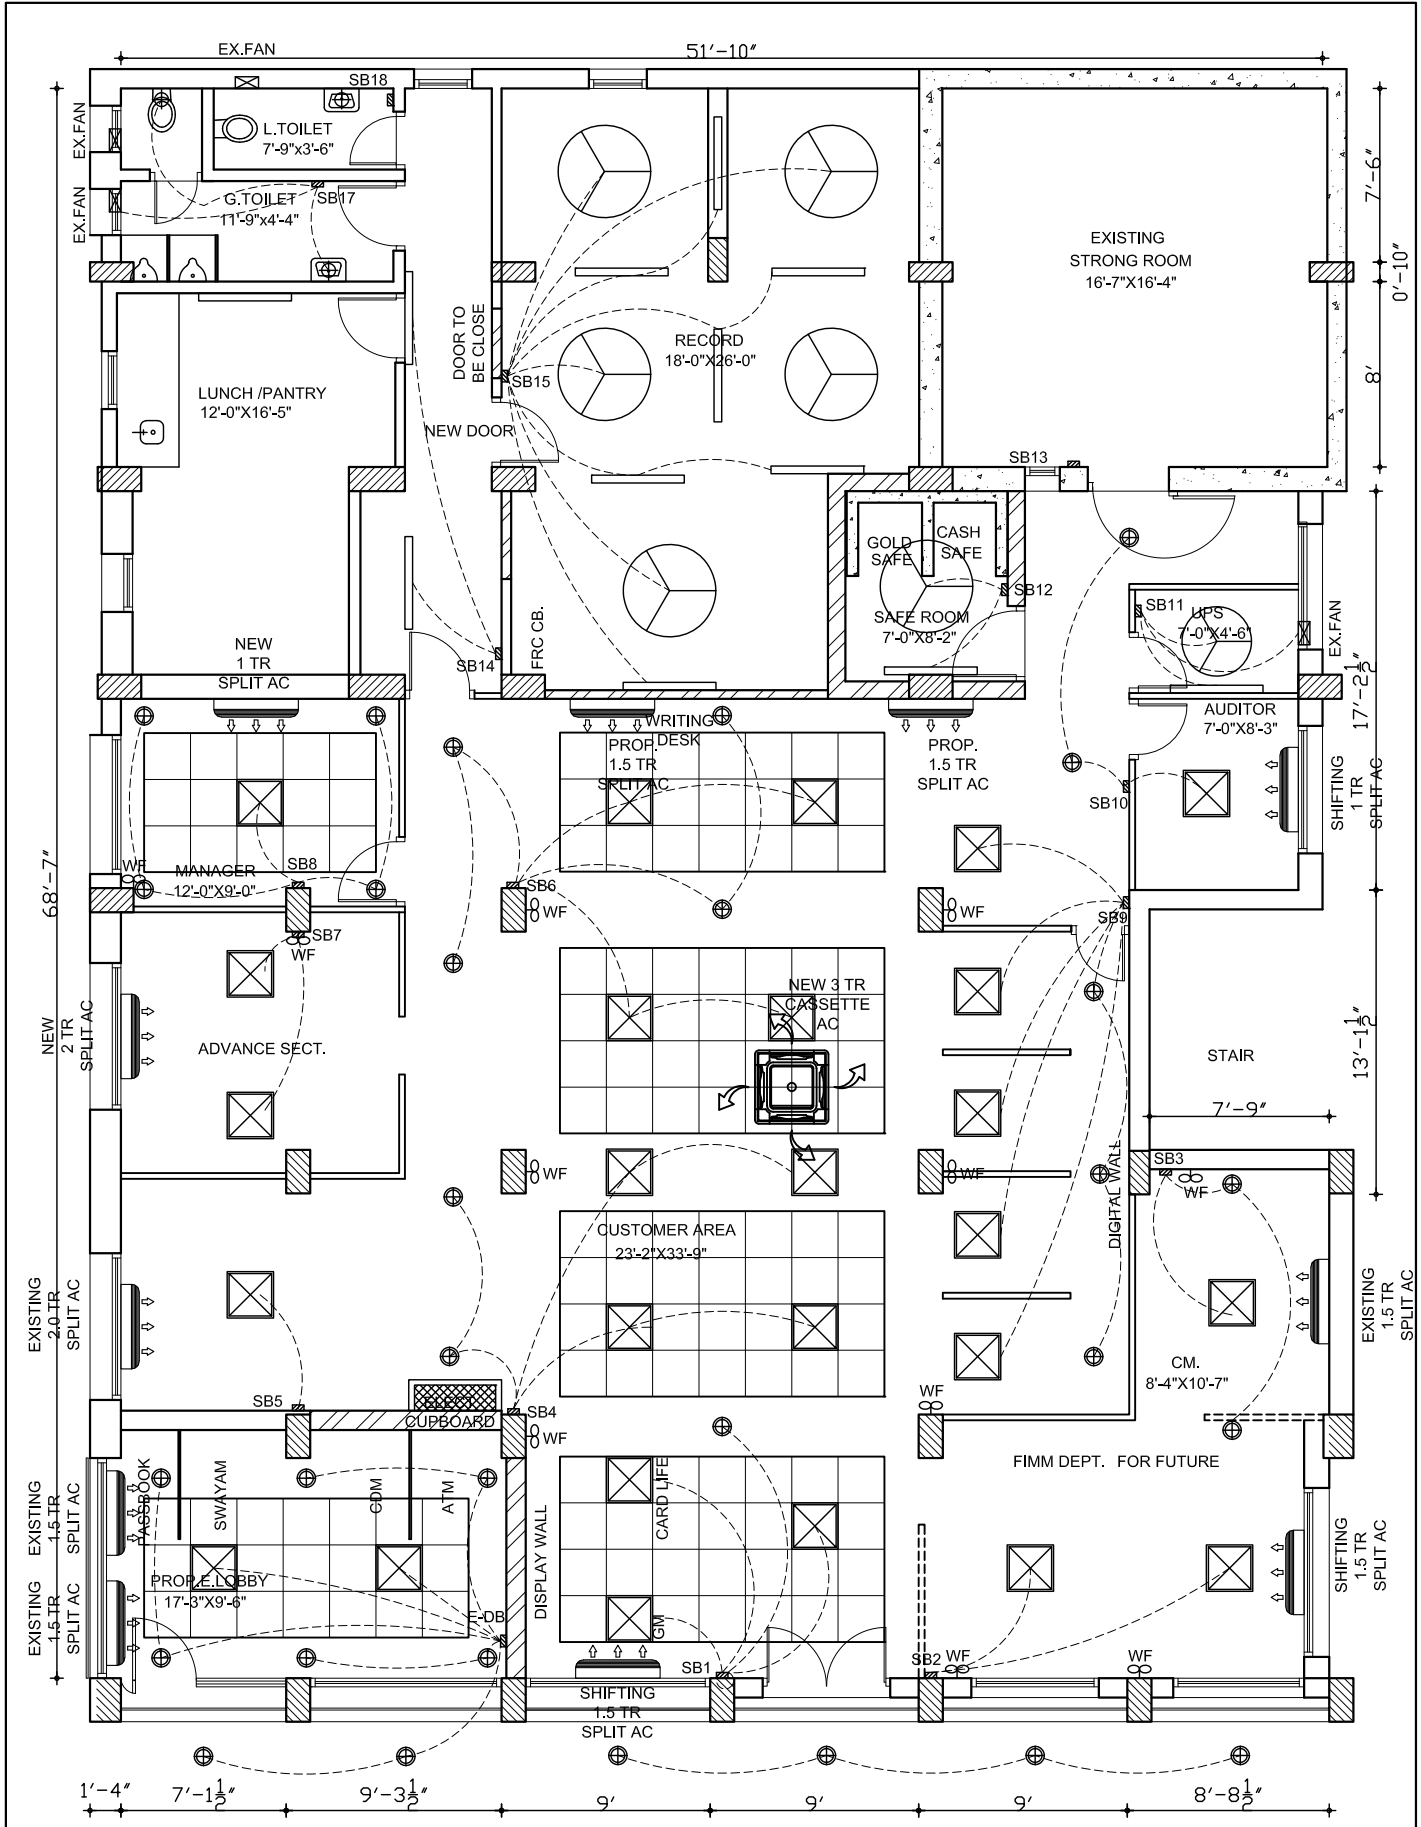 EX.FAN
51'-10"
SB18
EX.FAN
L.TOILET
7'-9"x3'-6"
EX.FAN
G.TOILET
11'-9"x4'-4"
SB17
7'-6"
0'-10"
8'
EXISTING
STRONG ROOM
16'-7"X16'-4"
DOOR TO
BE CLOSE
RECORD
18'-0"X26'-0"
SB15
LUNCH /PANTRY
12'-0"X16'-5"
NEW DOOR
SB13
GOLD
SAFE
CASH
SAFE
SB12
SAFE ROOM
7'-0"X8'-2"
SB11
UPS
7'-0"X4'-6"
EX.FAN
FRC CB.
SB14
NEW
1 TR
SPLIT AC
17'-2 1/2"
AUDITOR
7'-0"X8'-3"
WRITING
DESK
PROP.
1.5 TR
SPLIT AC
PROP.
1.5 TR
SPLIT AC
SHIFTING
1 TR
SPLIT AC
SB10
68'-7"
WF
MANAGER
12'-0"X9'-0"
SB8
SB6
WF
WF
SB9
SB7
WF
NEW
2 TR
SPLIT AC
NEW 3 TR
CASSETTE
AC
ADVANCE SECT.
STAIR
13'-1 1/2"
7'-9"
WF
WF
DIGITAL WALL
SB3
WF
CUSTOMER AREA
23'-2"X33'-9"
EXISTING
2.0 TR
SPLIT AC
EXISTING
1.5 TR
SPLIT AC
CM.
8'-4"X10'-7"
SB5
ELECT
CUPBOARD
SB4
WF
WF
FIMM DEPT. FOR FUTURE
EXISTING
1.5 TR
SPLIT AC
PASSBOOK
SWAYAM
CDM
ATM
CARD LIFE
DISPLAY WALL
PROP.E.LOBBY
17'-3"X9'-6"
EXISTING
1.5 TR
SPLIT AC
E-DB
GM
SHIFTING
1.5 TR
SPLIT AC
SB1
SB2
WF
WF
SHIFTING
1.5 TR
SPLIT AC
1'-4"
7'-1 1/2"
9'-3 1/2"
9'
9'
9'
8'-8 1/2"